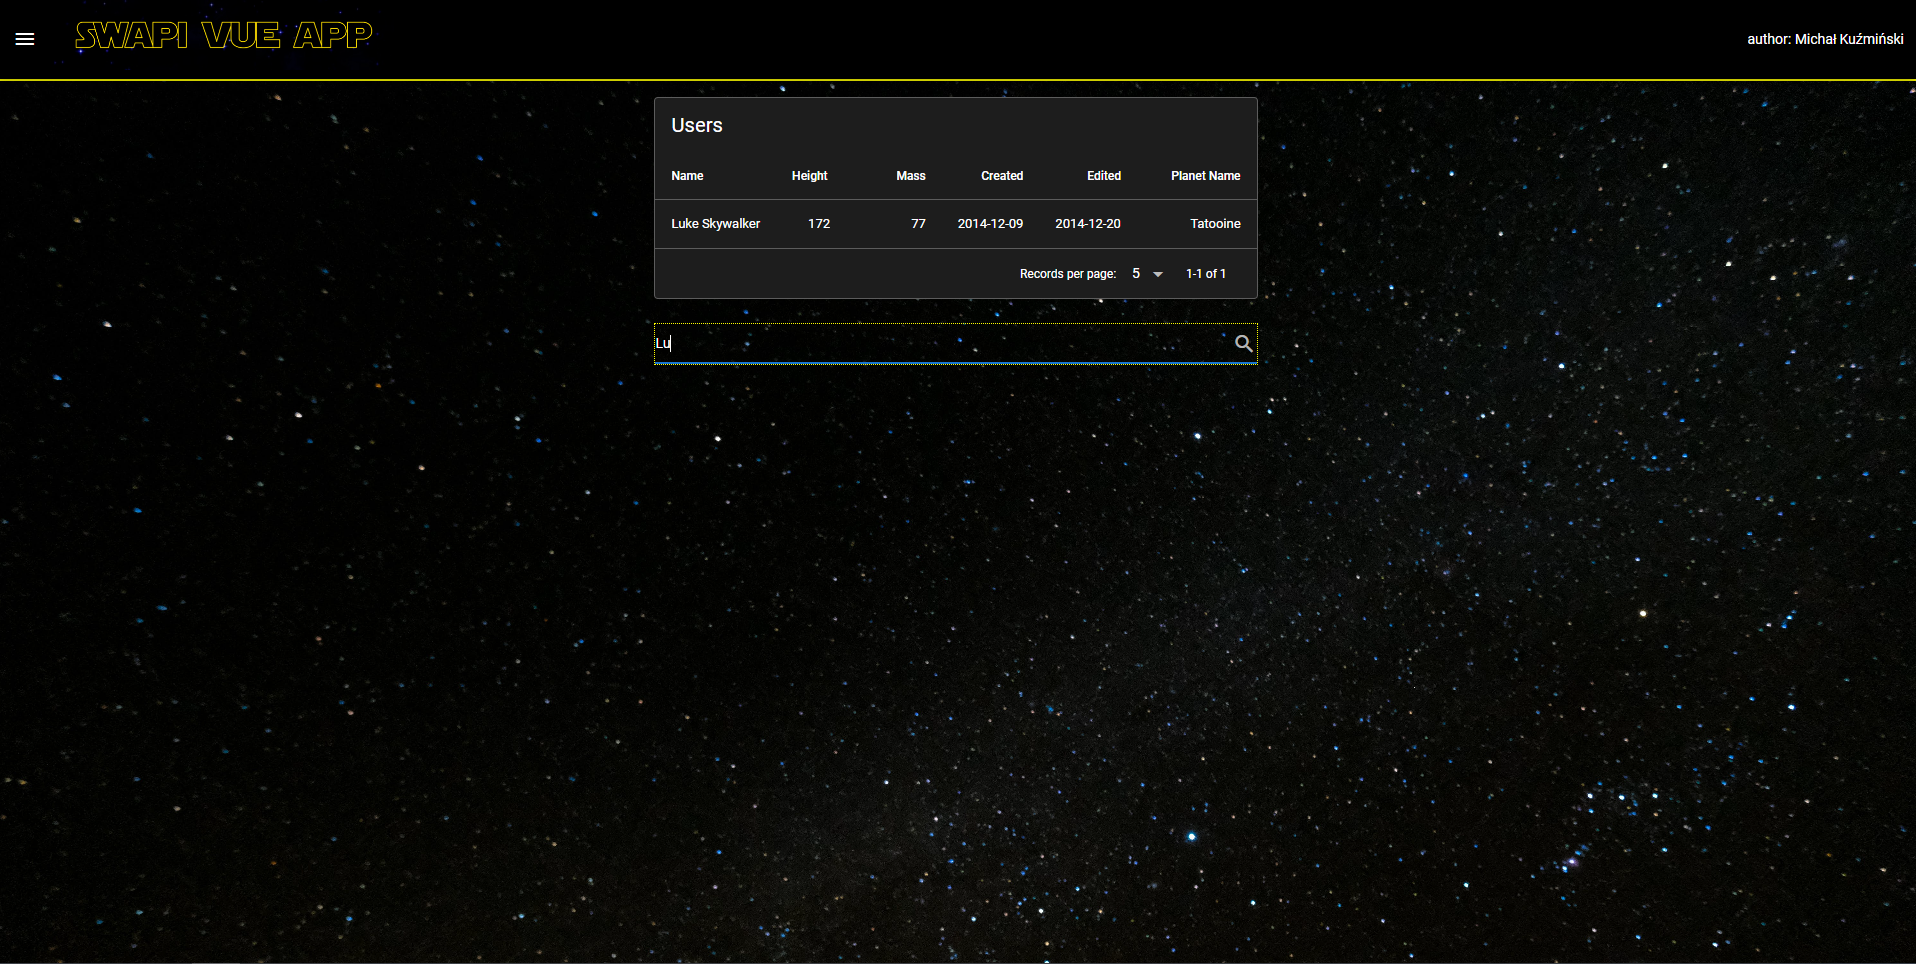 SWAPI VUE APP
author: Michał Kuźmiński
Users
Name Height Mass Created Edited Planet Name
Luke Skywalker 172 77 2014-12-09 2014-12-20 Tatooine
Records per page: 5 1-1 of 1
Lu